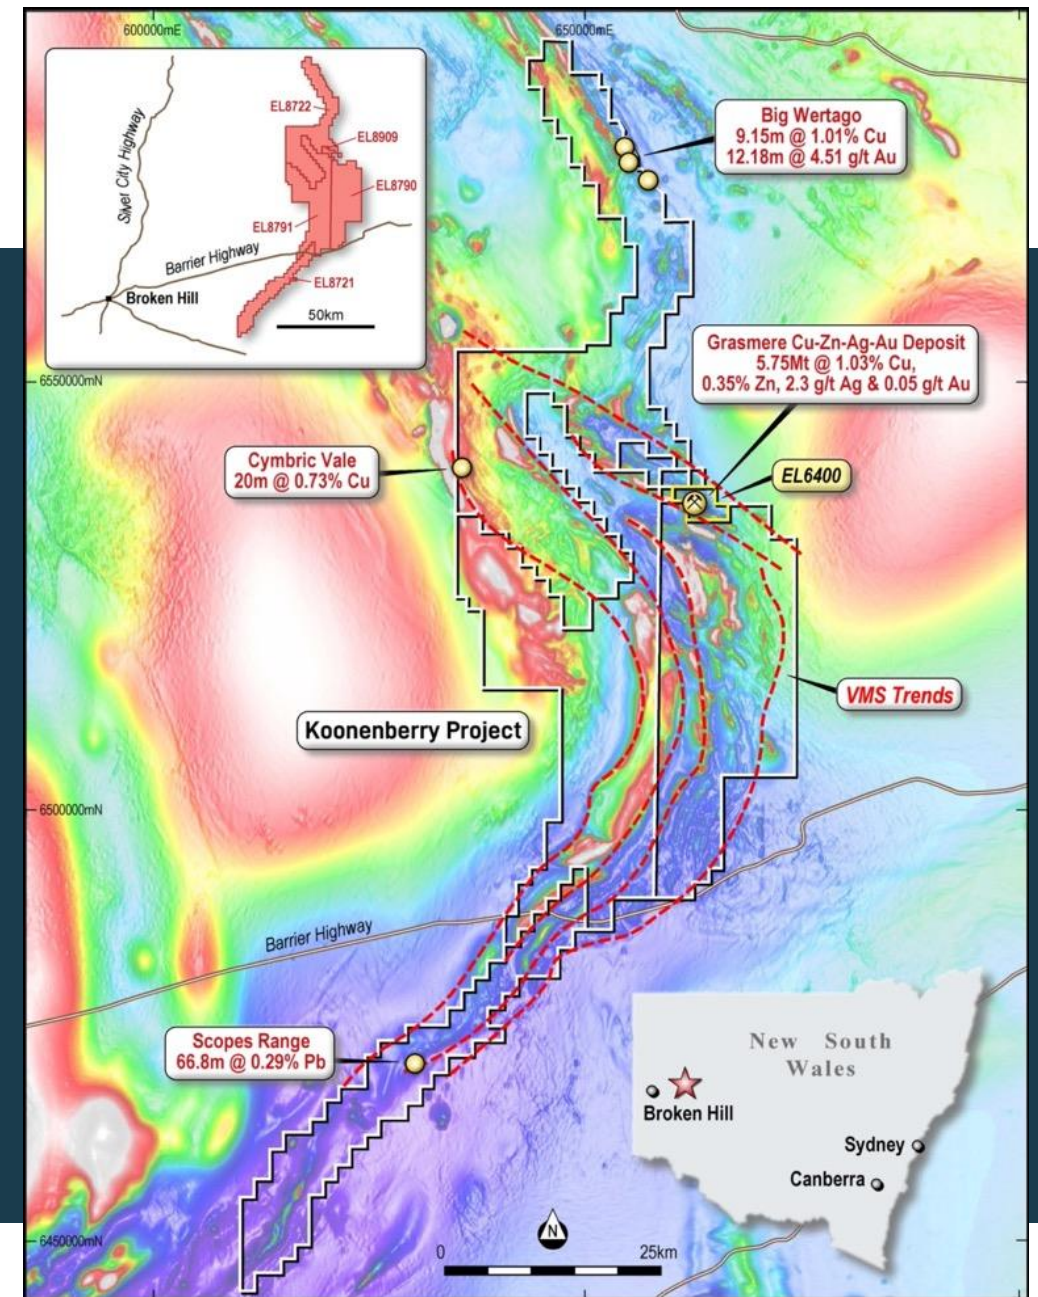 600000mE
650000mE
EL8722
EL8909
EL8790
EL8791
EL8721
Silver City Highway
Barrier Highway
Broken Hill
50km
Big Wertago
9.15m @ 1.01% Cu
12.18m @ 4.51 g/t Au
Grasmere Cu-Zn-Ag-Au Deposit
5.75Mt @ 1.03% Cu,
0.35% Zn, 2.3 g/t Ag & 0.05 g/t Au
6550000mN
Cymbric Vale
20m @ 0.73% Cu
EL6400
VMS Trends
Koonenberry Project
6500000mN
Barrier Highway
Scopes Range
66.8m @ 0.29% Pb
New South
Wales
Broken Hill
Sydney
Canberra
6450000mN
N
0
25km